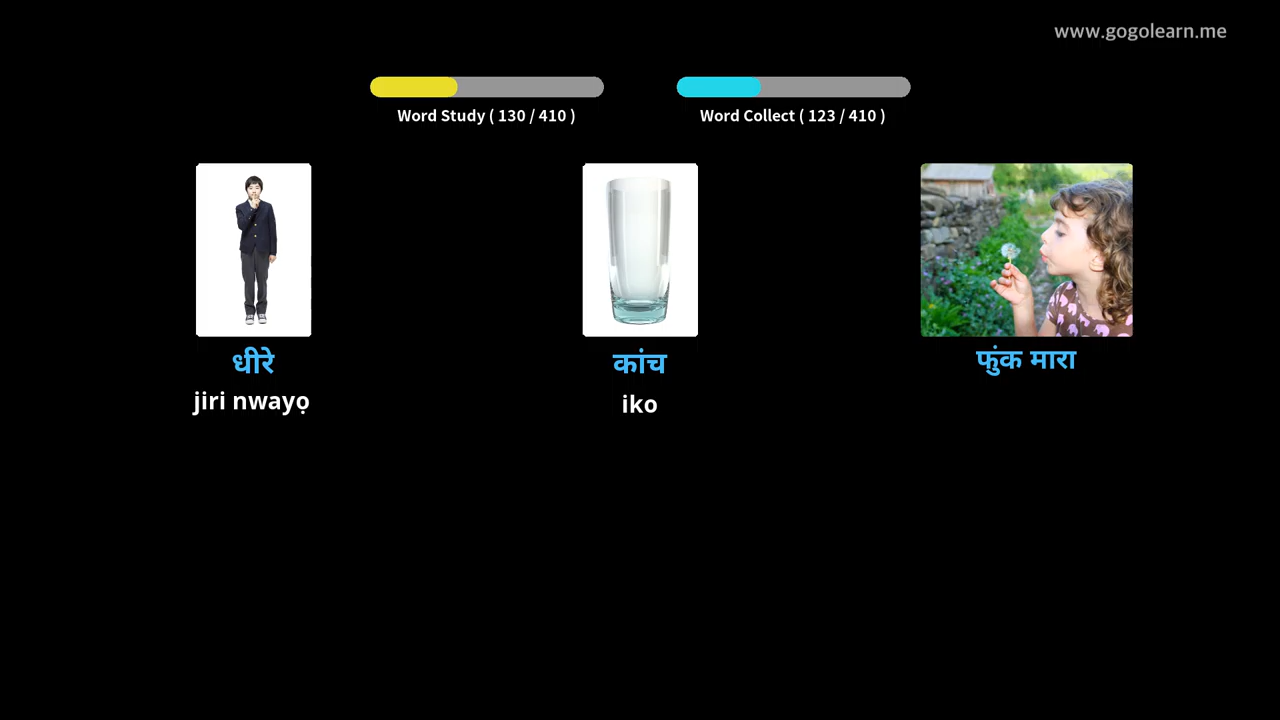 www.gogolearn.me
Word Study ( 130 / 410 )
Word Collect ( 123 / 410 )
धीरे
कांच
फुंक मारा
jiri nwayọ
iko